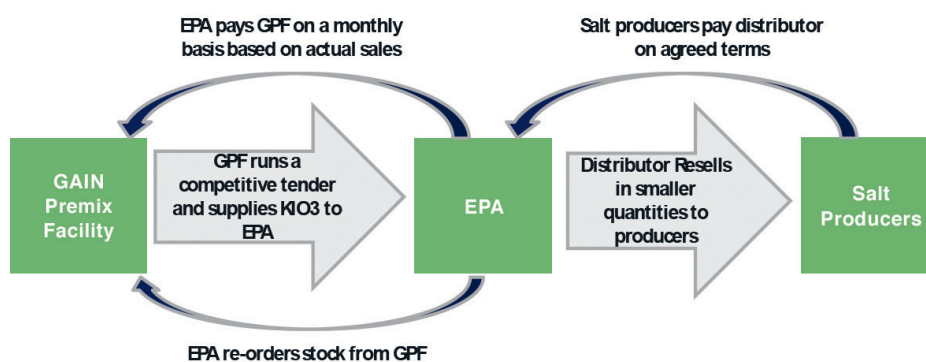 EPA pays GPF on a monthly
basis based on actual sales
Salt producers pay distributor
on agreed terms
GAIN
Premix
Facility
GPF runs a
competitive tender
and supplies KIO3 to
EPA
EPA
Distributor Resells
in smaller
quantities to
producers
Salt
Producers
EPA re-orders stock from GPF